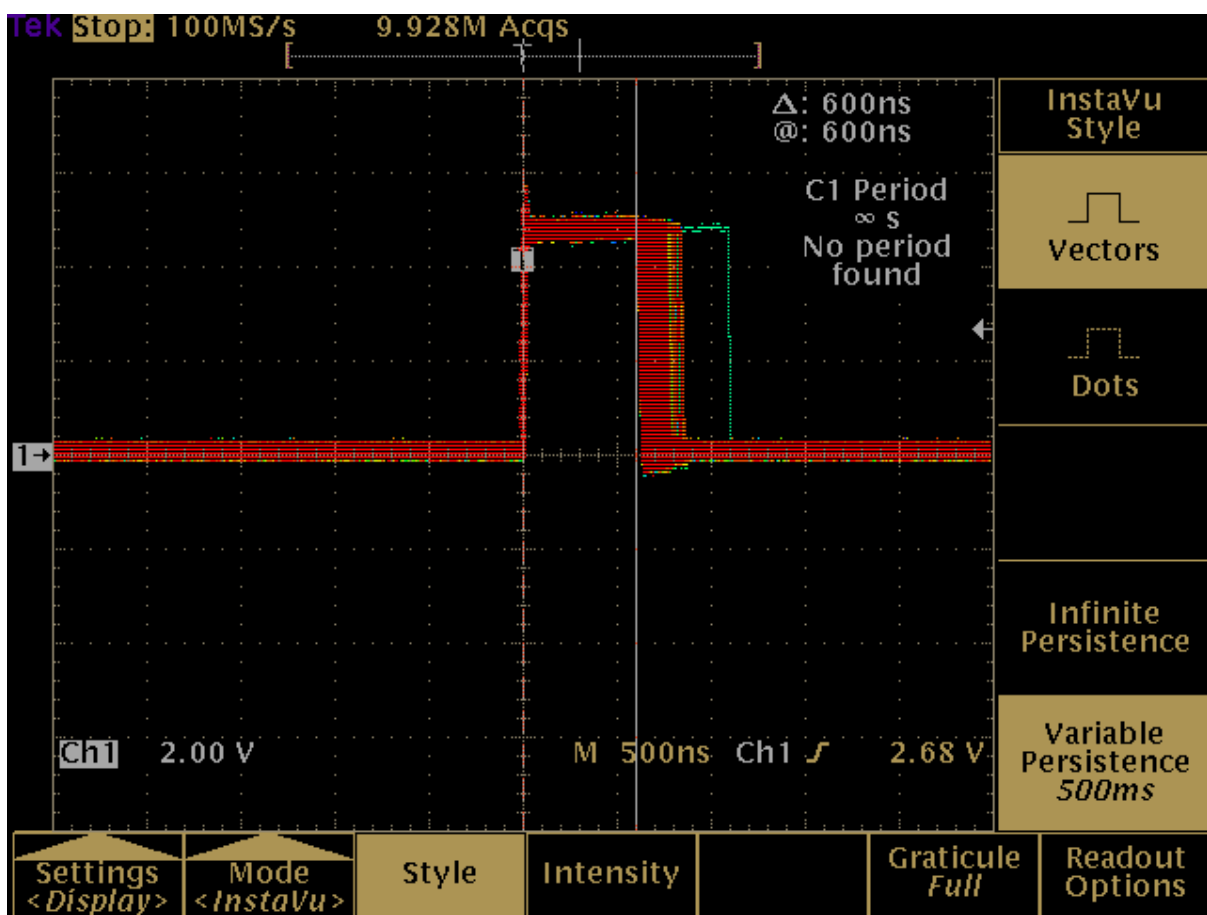 Tek Stop: 100MS/s 9.928M Acqs
T
Δ: 600ns
@: 600ns
C1 Period
∞ s
No period
found
1→
Ch1 2.00 V M 500ns Ch1 2.68 V
InstaVu
Style
Vectors
Dots
Infinite
Persistence
Variable
Persistence
500ms
Settings
<Display>
Mode
<InstaVu>
Style
Intensity
Graticule
Full
Readout
Options